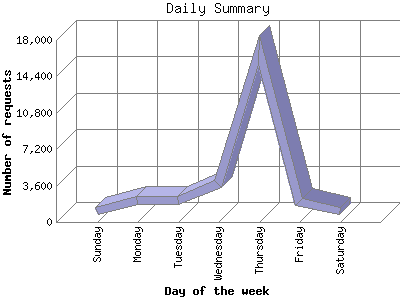 Daily Summary
Number of requests
18,000
14,400
10,800
7,200
3,600
0
Sunday
Monday
Tuesday
Wednesday
Thursday
Friday
Saturday
Day of the week